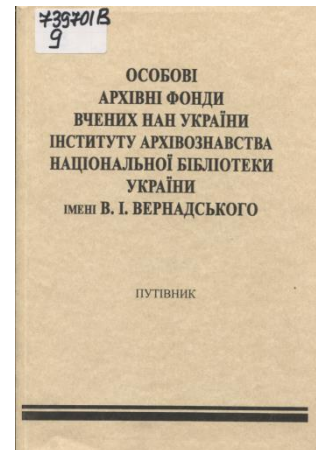 739701В
9
ОСОБОВІ
АРХІВНІ ФОНДИ
ВЧЕНИХ НАН УКРАЇНИ
ІНСТИТУТУ АРХІВОЗНАВСТВА
НАЦІОНАЛЬНОЇ БІБЛІОТЕКИ
УКРАЇНИ
ІМЕНІ В. І. ВЕРНАДСЬКОГО
ПУТІВНИК